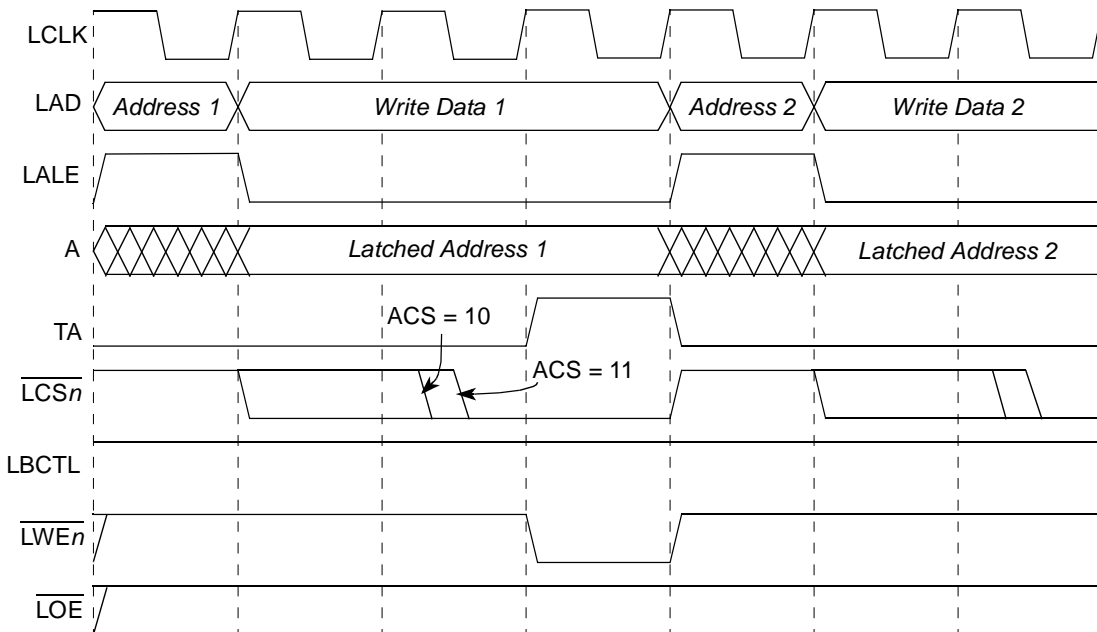 LCLK
LAD Address 1 Write Data 1 Address 2 Write Data 2
LALE
A Latched Address 1 Latched Address 2
TA
ACS = 10
ACS = 11
LCSn
LBCTL
LWEn
LOE